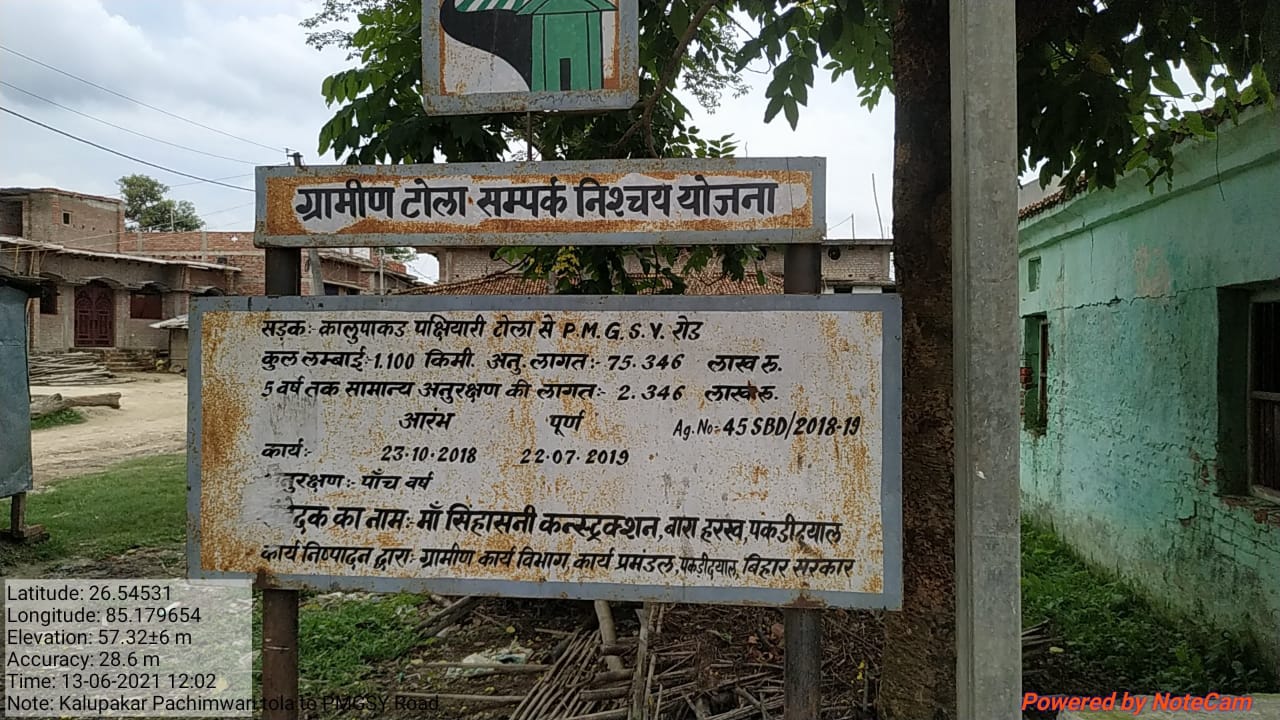 ग्रामीण टोला सम्पर्क निश्चय योजना
सड़क:- कालुपाकड पक्षियारी टोला से P.M.G.S.Y. रोड
कुल लम्बाई:- 1.100 किमी. अनु. लागत:- 75.346 लाख रु.
5 वर्ष तक सामान्य अनुरक्षण की लागत:- 2.346 लाख रु.
आरंभ पूर्ण Ag. No:- 45 SBD/2018-19
कार्य:- 23.10.2018 22.07.2019
तुरक्षण:- पाँच वर्ष
दक का नाम:- माँ सिहासनी कन्स्ट्रक्शन, बारा हरख, पकडीदयाल
कार्य निष्पादन द्वारा:- ग्रामीण कार्य विभाग, कार्य प्रमंडल, पकडीदयाल, बिहार सरकार
Latitude: 26.54531
Longitude: 85.179654
Elevation: 57.32±6 m
Accuracy: 28.6 m
Time: 13-06-2021 12:02
Note: Kalupakar Pachimwari tola to PMGSY Road
Powered by NoteCam